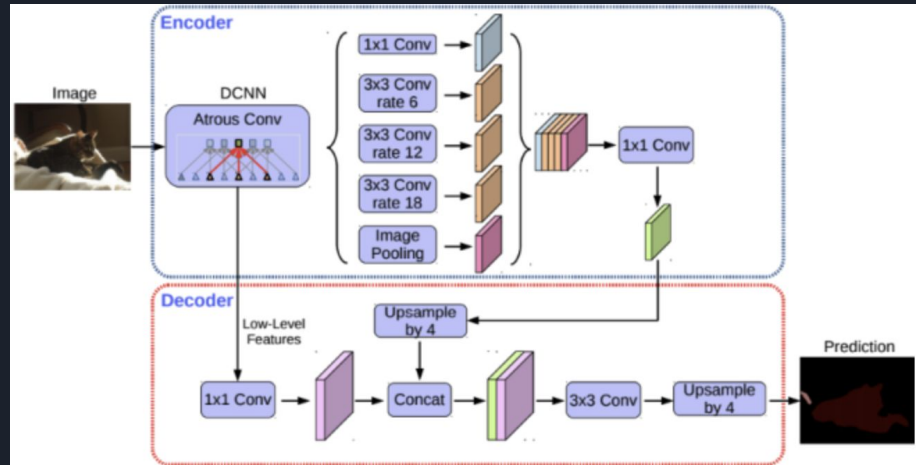 Encoder
Image
DCNN
Atrous Conv
1x1 Conv
3x3 Conv
rate 6
3x3 Conv
rate 12
3x3 Conv
rate 18
Image
Pooling
1x1 Conv
Decoder
Low-Level
Features
Upsample
by 4
1x1 Conv
Concat
3x3 Conv
Upsample
by 4
Prediction